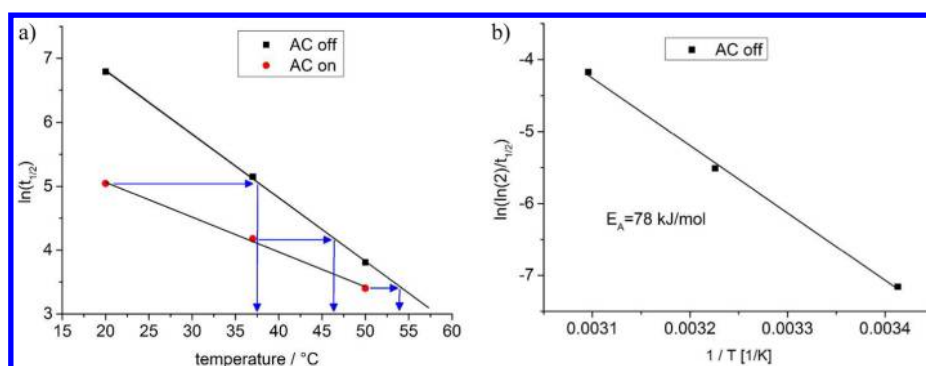 a)
AC off
AC on
ln(t1/2)
7
6
5
4
3
15 20 25 30 35 40 45 50 55 60
temperature / °C
b)
AC off
ln(ln(2)/t1/2)
-4
-5
-6
-7
EA=78 kJ/mol
0.0031 0.0032 0.0033 0.0034
1 / T [1/K]